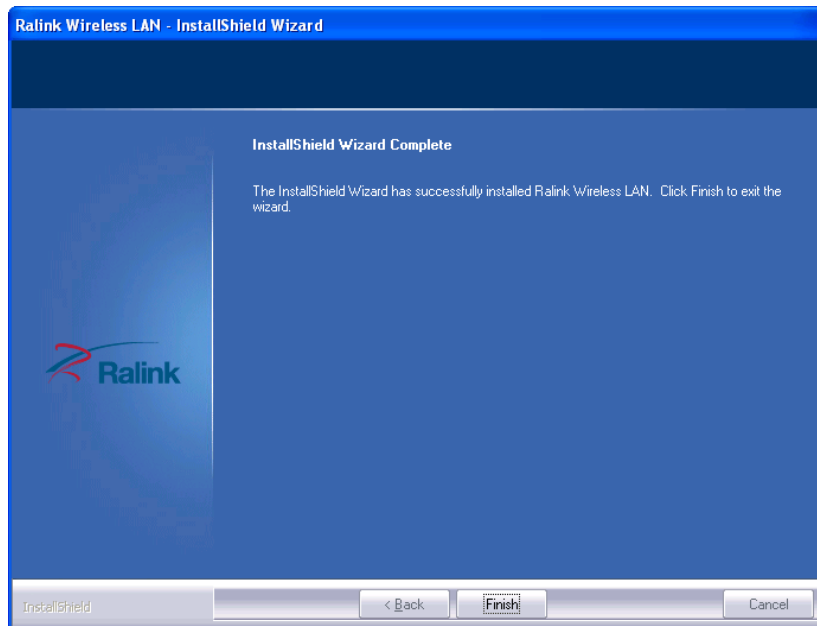 Ralink Wireless LAN - InstallShield Wizard
InstallShield Wizard Complete
The InstallShield Wizard has successfully installed Ralink Wireless LAN. Click Finish to exit the
wizard.
Ralink
InstallShield
< Back
Finish
Cancel